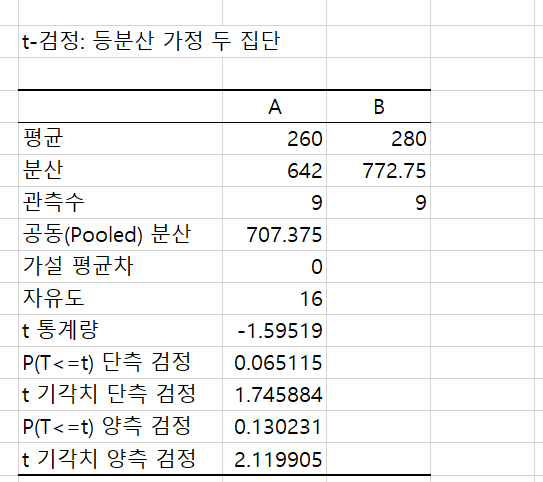 t-검정: 등분산 가정 두 집단
A B
평균 260 280
분산 642 772.75
관측수 9 9
공동(Pooled) 분산 707.375
가설 평균차 0
자유도 16
t 통계량 -1.59519
P(T<=t) 단측 검정 0.065115
t 기각치 단측 검정 1.745884
P(T<=t) 양측 검정 0.130231
t 기각치 양측 검정 2.119905